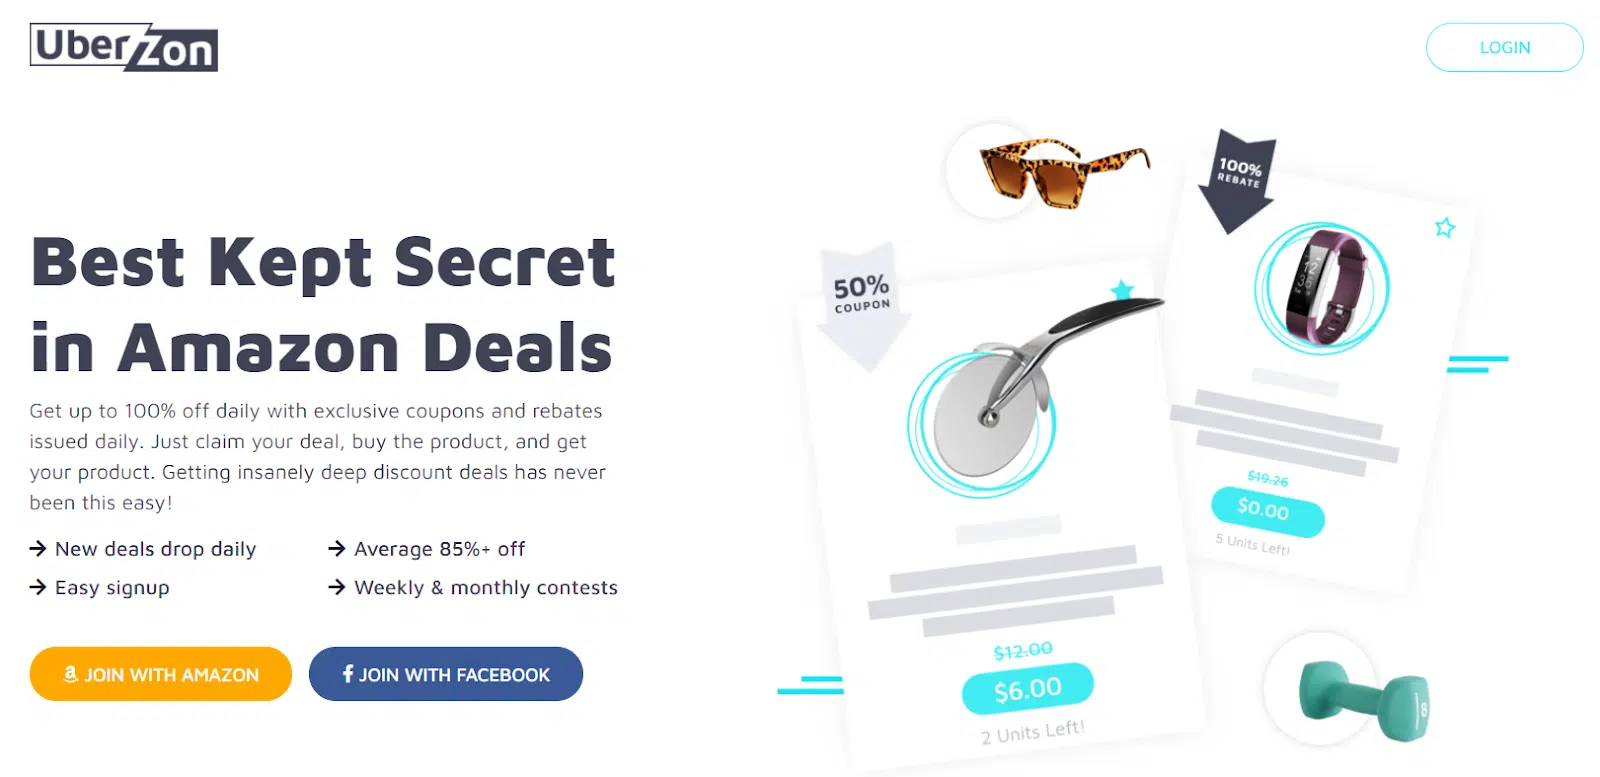 UberZon
LOGIN
Best Kept Secret
in Amazon Deals
Get up to 100% off daily with exclusive coupons and rebates
issued daily. Just claim your deal, buy the product, and get
your product. Getting insanely deep discount deals has never
been this easy!
→ New deals drop daily
→ Average 85%+ off
→ Easy signup
→ Weekly & monthly contests
JOIN WITH AMAZON
JOIN WITH FACEBOOK
50%
COUPON
$12.00
$6.00
2 Units Left!
100%
REBATE
$19.26
$0.00
5 Units Left!
8